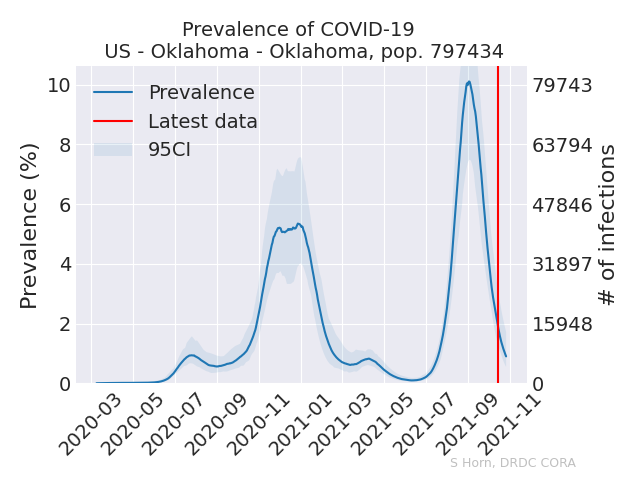 Prevalence of COVID-19
US - Oklahoma - Oklahoma, pop. 797434
Prevalence
Latest data
95CI
Prevalence (%)
10
8
6
4
2
0
79743
63794
47846
31897
15948
0
# of infections
2020-03
2020-05
2020-07
2020-09
2020-11
2021-01
2021-03
2021-05
2021-07
2021-09
2021-11
S Horn, DRDC CORA